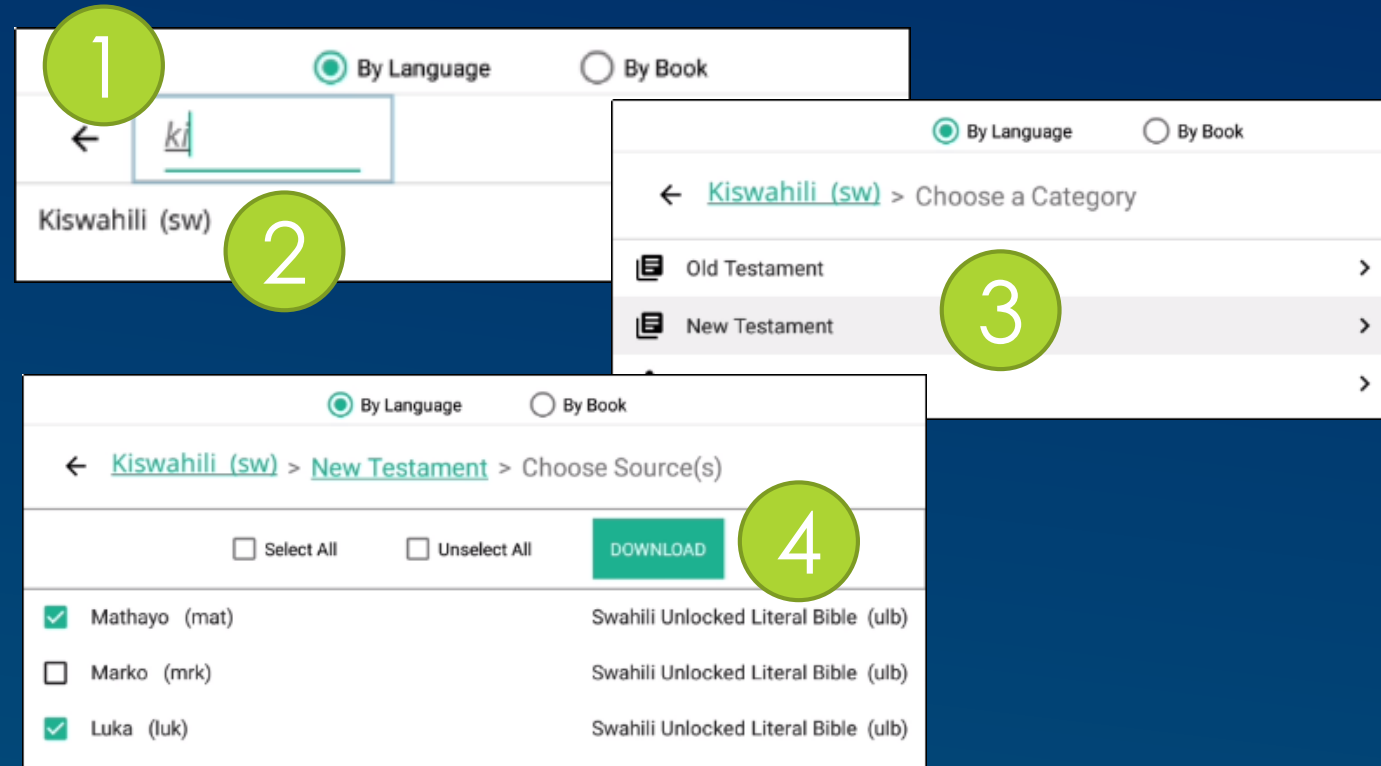 1
By Language By Book
ki
Kiswahili (sw)
2
By Language By Book
Kiswahili (sw) > Choose a Category
Old Testament
3
New Testament
By Language By Book
Kiswahili (sw) > New Testament > Choose Source(s)
4
Select All Unselect All DOWNLOAD
Mathayo (mat) Swahili Unlocked Literal Bible (ulb)
Marko (mrk) Swahili Unlocked Literal Bible (ulb)
Luka (luk) Swahili Unlocked Literal Bible (ulb)